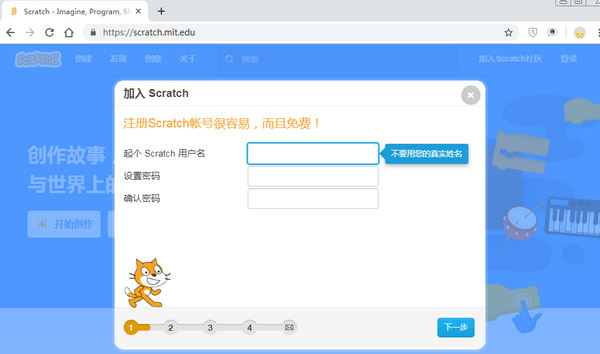 Scratch - Imagine, Program, Sh
https://scratch.mit.edu
SCRATCH 创建 发现 创意 关于 搜索 加入Scratch社区 登录
加入 Scratch
注册Scratch帐号很容易，而且免费！
创作故事，
与世界上的
起个 Scratch 用户名
不要用您的真实姓名
设置密码
确认密码
开始创作
1 2 3 4
下一步